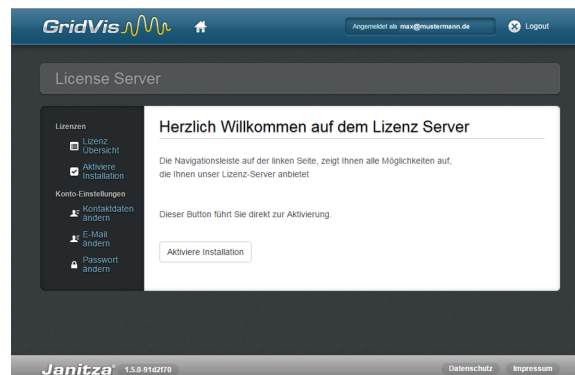 GridVis
Angemeldet als max@mustermann.de
Logout
License Server
Lizenzen
Lizenz
Übersicht
Aktiviere
Installation
Konto-Einstellungen
Kontaktdaten
ändern
E-Mail
ändern
Passwort
ändern
Herzlich Willkommen auf dem Lizenz Server
Die Navigationsleiste auf der linken Seite, zeigt Ihnen alle Möglichkeiten auf,
die Ihnen unser Lizenz-Server anbietet
Dieser Button führt Sie direkt zur Aktivierung.
Aktiviere Installation
Janitza® 1.5.0-91d2f70
Datenschutz Impressum